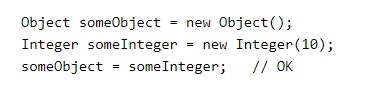 Object someObject = new Object();
Integer someInteger = new Integer(10);
someObject = someInteger;   // OK